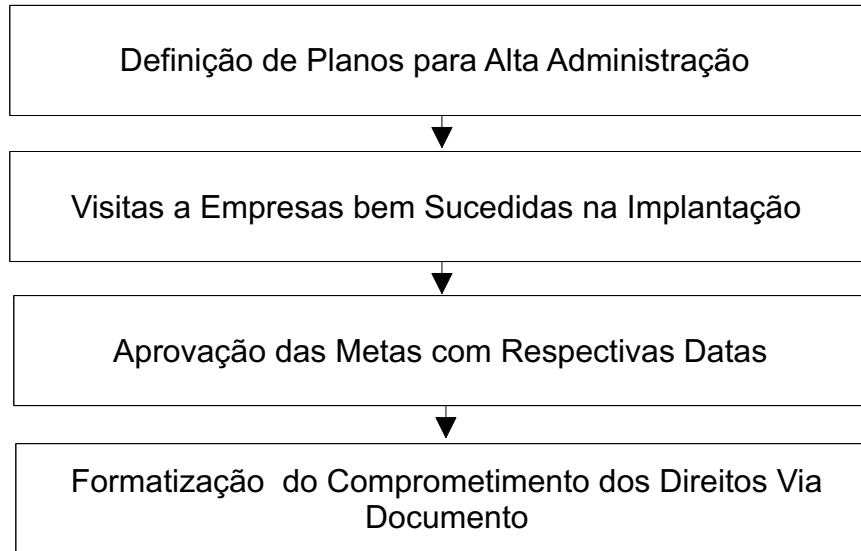 Definição de Planos para Alta Administração
Visitas a Empresas bem Sucedidas na Implantação
Aprovação das Metas com Respectivas Datas
Formatização do Comprometimento dos Direitos Via
Documento